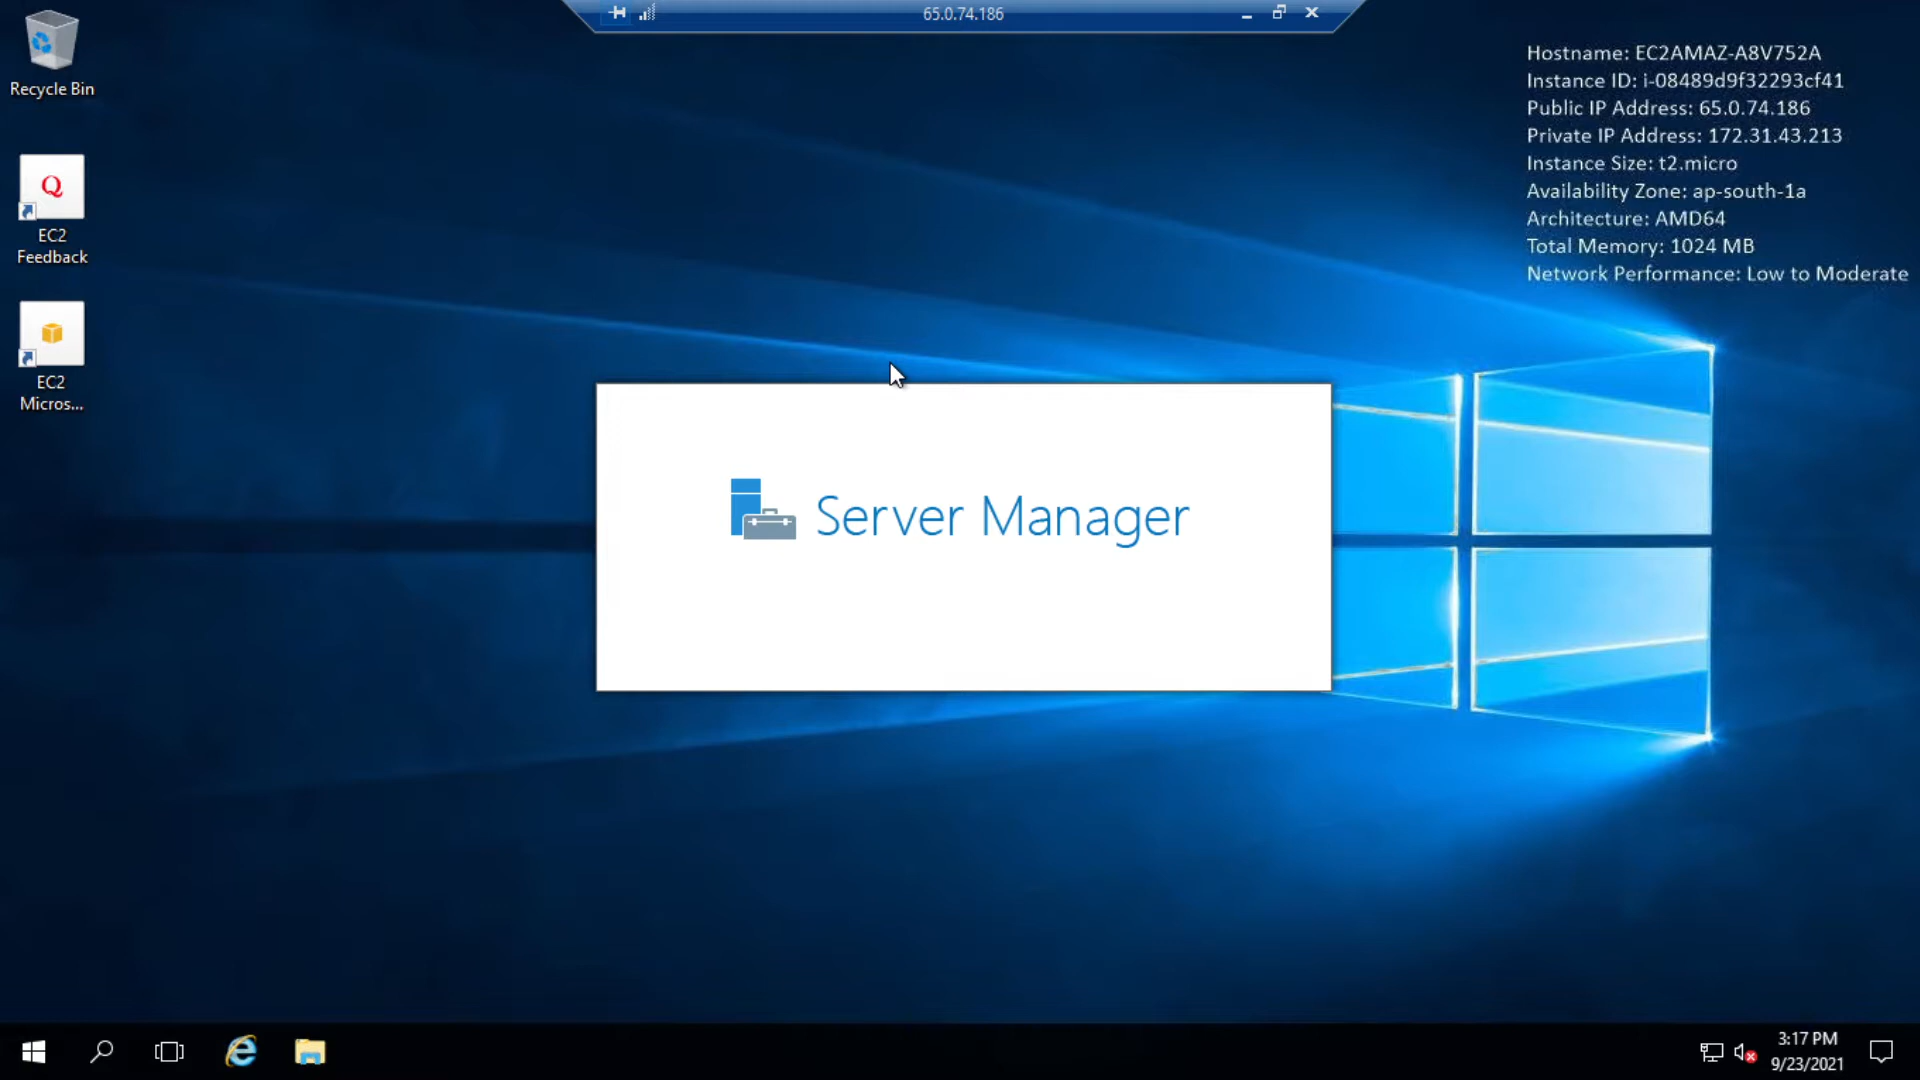 65.0.74.186
Recycle Bin
EC2
Feedback
EC2
Micros...
Hostname: EC2AMAZ-A8V752A
Instance ID: i-08489d9f32293cf41
Public IP Address: 65.0.74.186
Private IP Address: 172.31.43.213
Instance Size: t2.micro
Availability Zone: ap-south-1a
Architecture: AMD64
Total Memory: 1024 MB
Network Performance: Low to Moderate
Server Manager
3:17 PM
9/23/2021